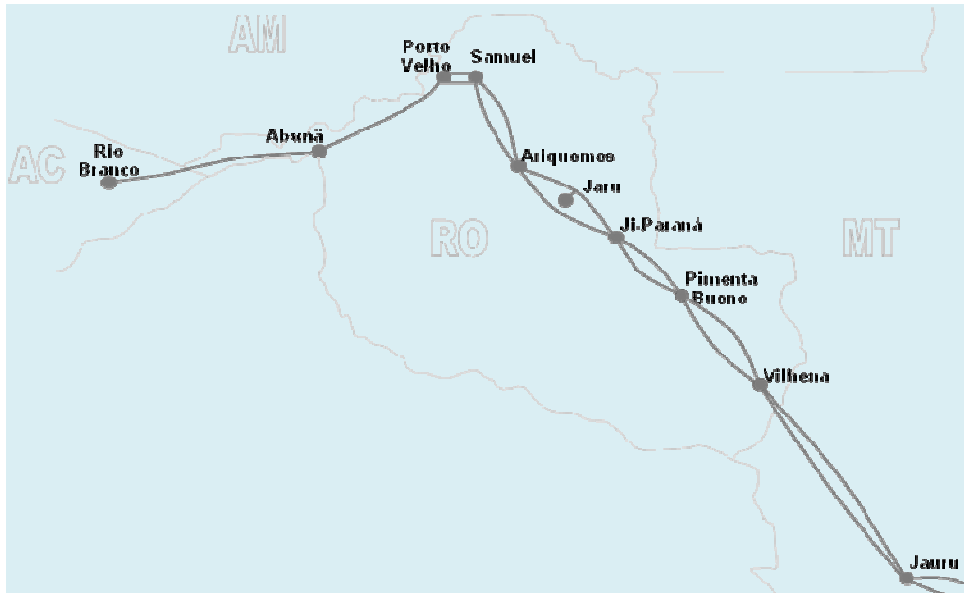 AM
Porto
Velho
Samuel
Abunã
AC
Rio
Branco
Ariquemes
Jaru
RO
Ji-Paraná
MT
Pimenta
Bueno
Vilhena
Jauru